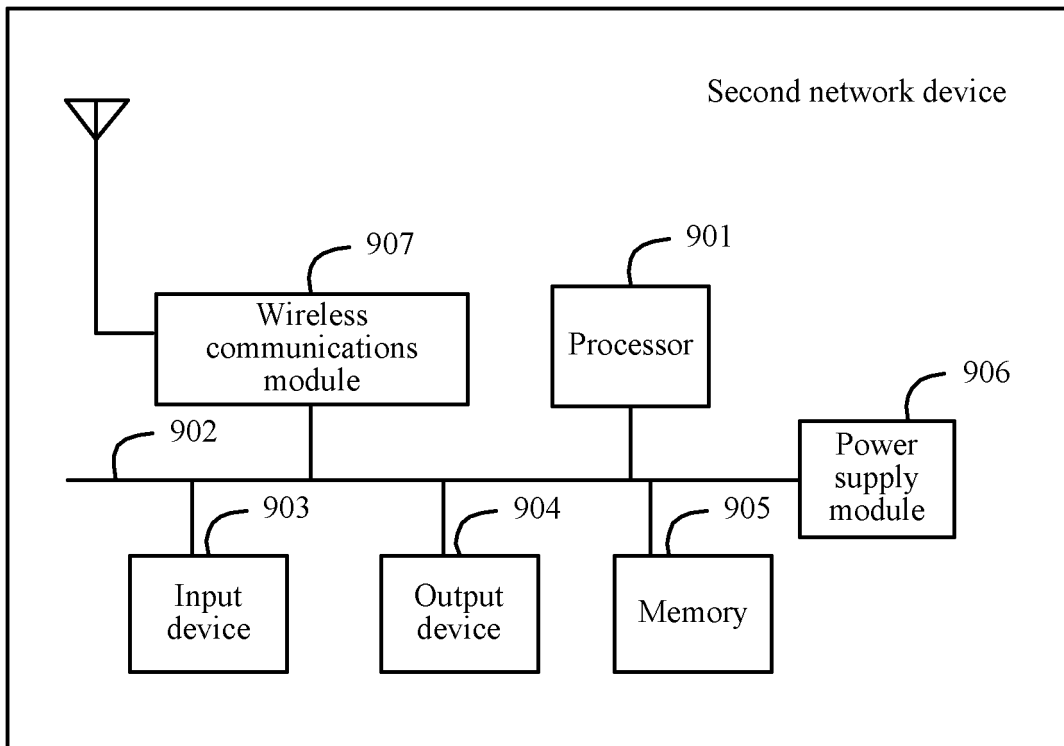 Second network device
907
901
Wireless
communications
module
Processor
906
902
Power
supply
module
903
904
905
Input
device
Output
device
Memory